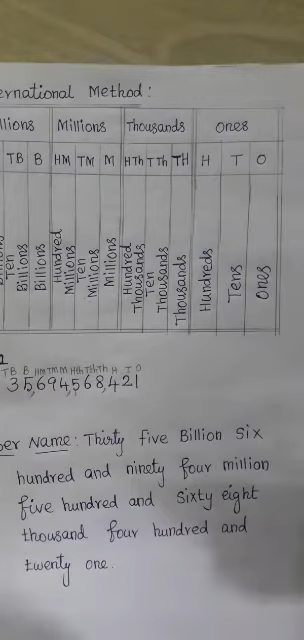 ernational Method:
llions Millions Thousands ones
TB B HM TM M HTh T Th TH H T O
Ten Billions Billions Hundred Millions Ten Millions Millions Hundred Thousands Ten Thousands Thousands Hundreds Tens ones
TB B HM TM M Hth Tth Th H T O
35,694,568,421
er Name: Thirty five Billion Six
hundred and ninety four million
five hundred and Sixty eight
thousand four hundred and
twenty one.